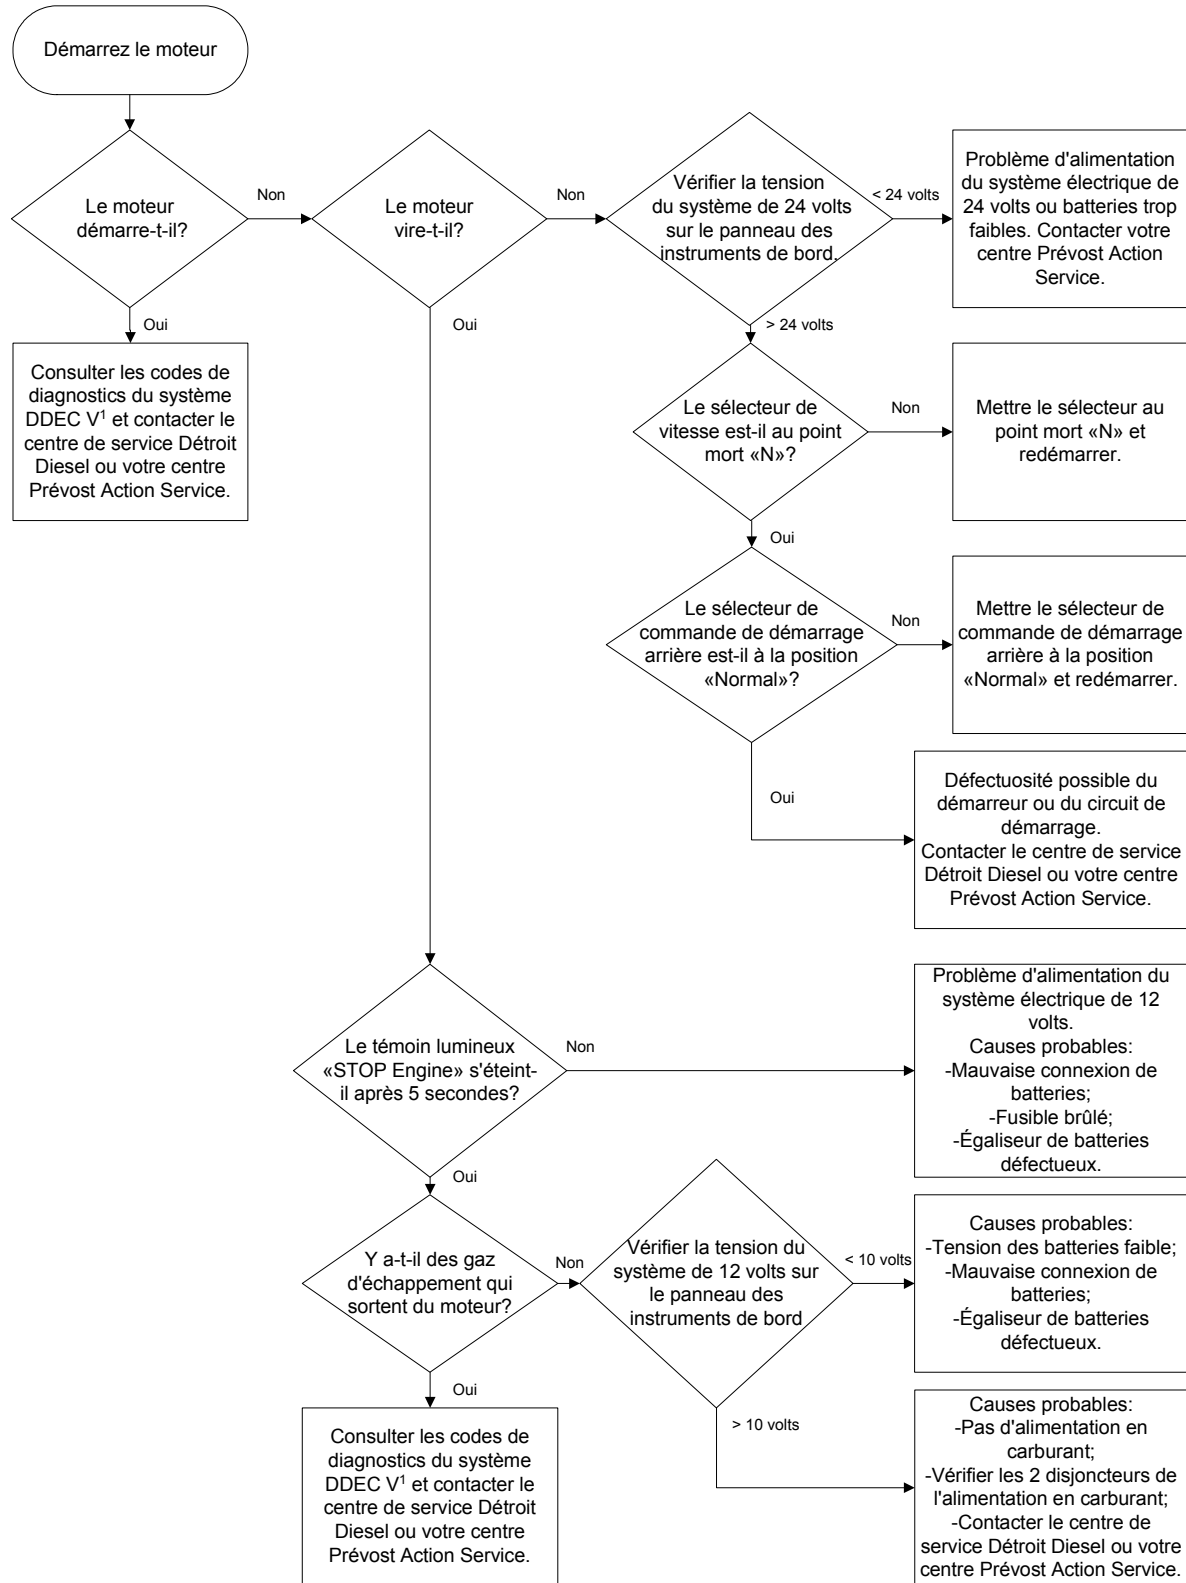 Démarrez le moteur
Le moteur
démarre-t-il?
Non
Le moteur
vire-t-il?
Non
Vérifier la tension
du système de 24 volts
sur le panneau des
instruments de bord.
< 24 volts
Problème d'alimentation
du système électrique de
24 volts ou batteries trop
faibles. Contacter votre
centre Prévost Action
Service.
Oui
Oui
> 24 volts
Consulter les codes de
diagnostics du système
DDEC V¹ et contacter le
centre de service Détroit
Diesel ou votre centre
Prévost Action Service.
Le sélecteur de
vitesse est-il au point
mort «N»?
Non
Mettre le sélecteur au
point mort «N» et
redémarrer.
Oui
Le sélecteur de
commande de démarrage
arrière est-il à la position
«Normal»?
Non
Mettre le sélecteur de
commande de démarrage
arrière à la position
«Normal» et redémarrer.
Oui
Défectuosité possible du
démarreur ou du circuit de
démarrage.
Contacter le centre de service
Détroit Diesel ou votre centre
Prévost Action Service.
Le témoin lumineux
«STOP Engine» s'éteint-
il après 5 secondes?
Non
Problème d'alimentation du
système électrique de 12
volts.
Causes probables:
-Mauvaise connexion de
batteries;
-Fusible brûlé;
-Égaliseur de batteries
défectueux.
Oui
Y a-t-il des gaz
d'échappement qui
sortent du moteur?
Non
Vérifier la tension du
système de 12 volts sur
le panneau des
instruments de bord
< 10 volts
Causes probables:
-Tension des batteries faible;
-Mauvaise connexion de
batteries;
-Égaliseur de batteries
défectueux.
Oui
> 10 volts
Consulter les codes de
diagnostics du système
DDEC V¹ et contacter le
centre de service Détroit
Diesel ou votre centre
Prévost Action Service.
Causes probables:
-Pas d'alimentation en
carburant;
-Vérifier les 2 disjoncteurs de
l'alimentation en carburant;
-Contacter le centre de
service Détroit Diesel ou votre
centre Prévost Action Service.